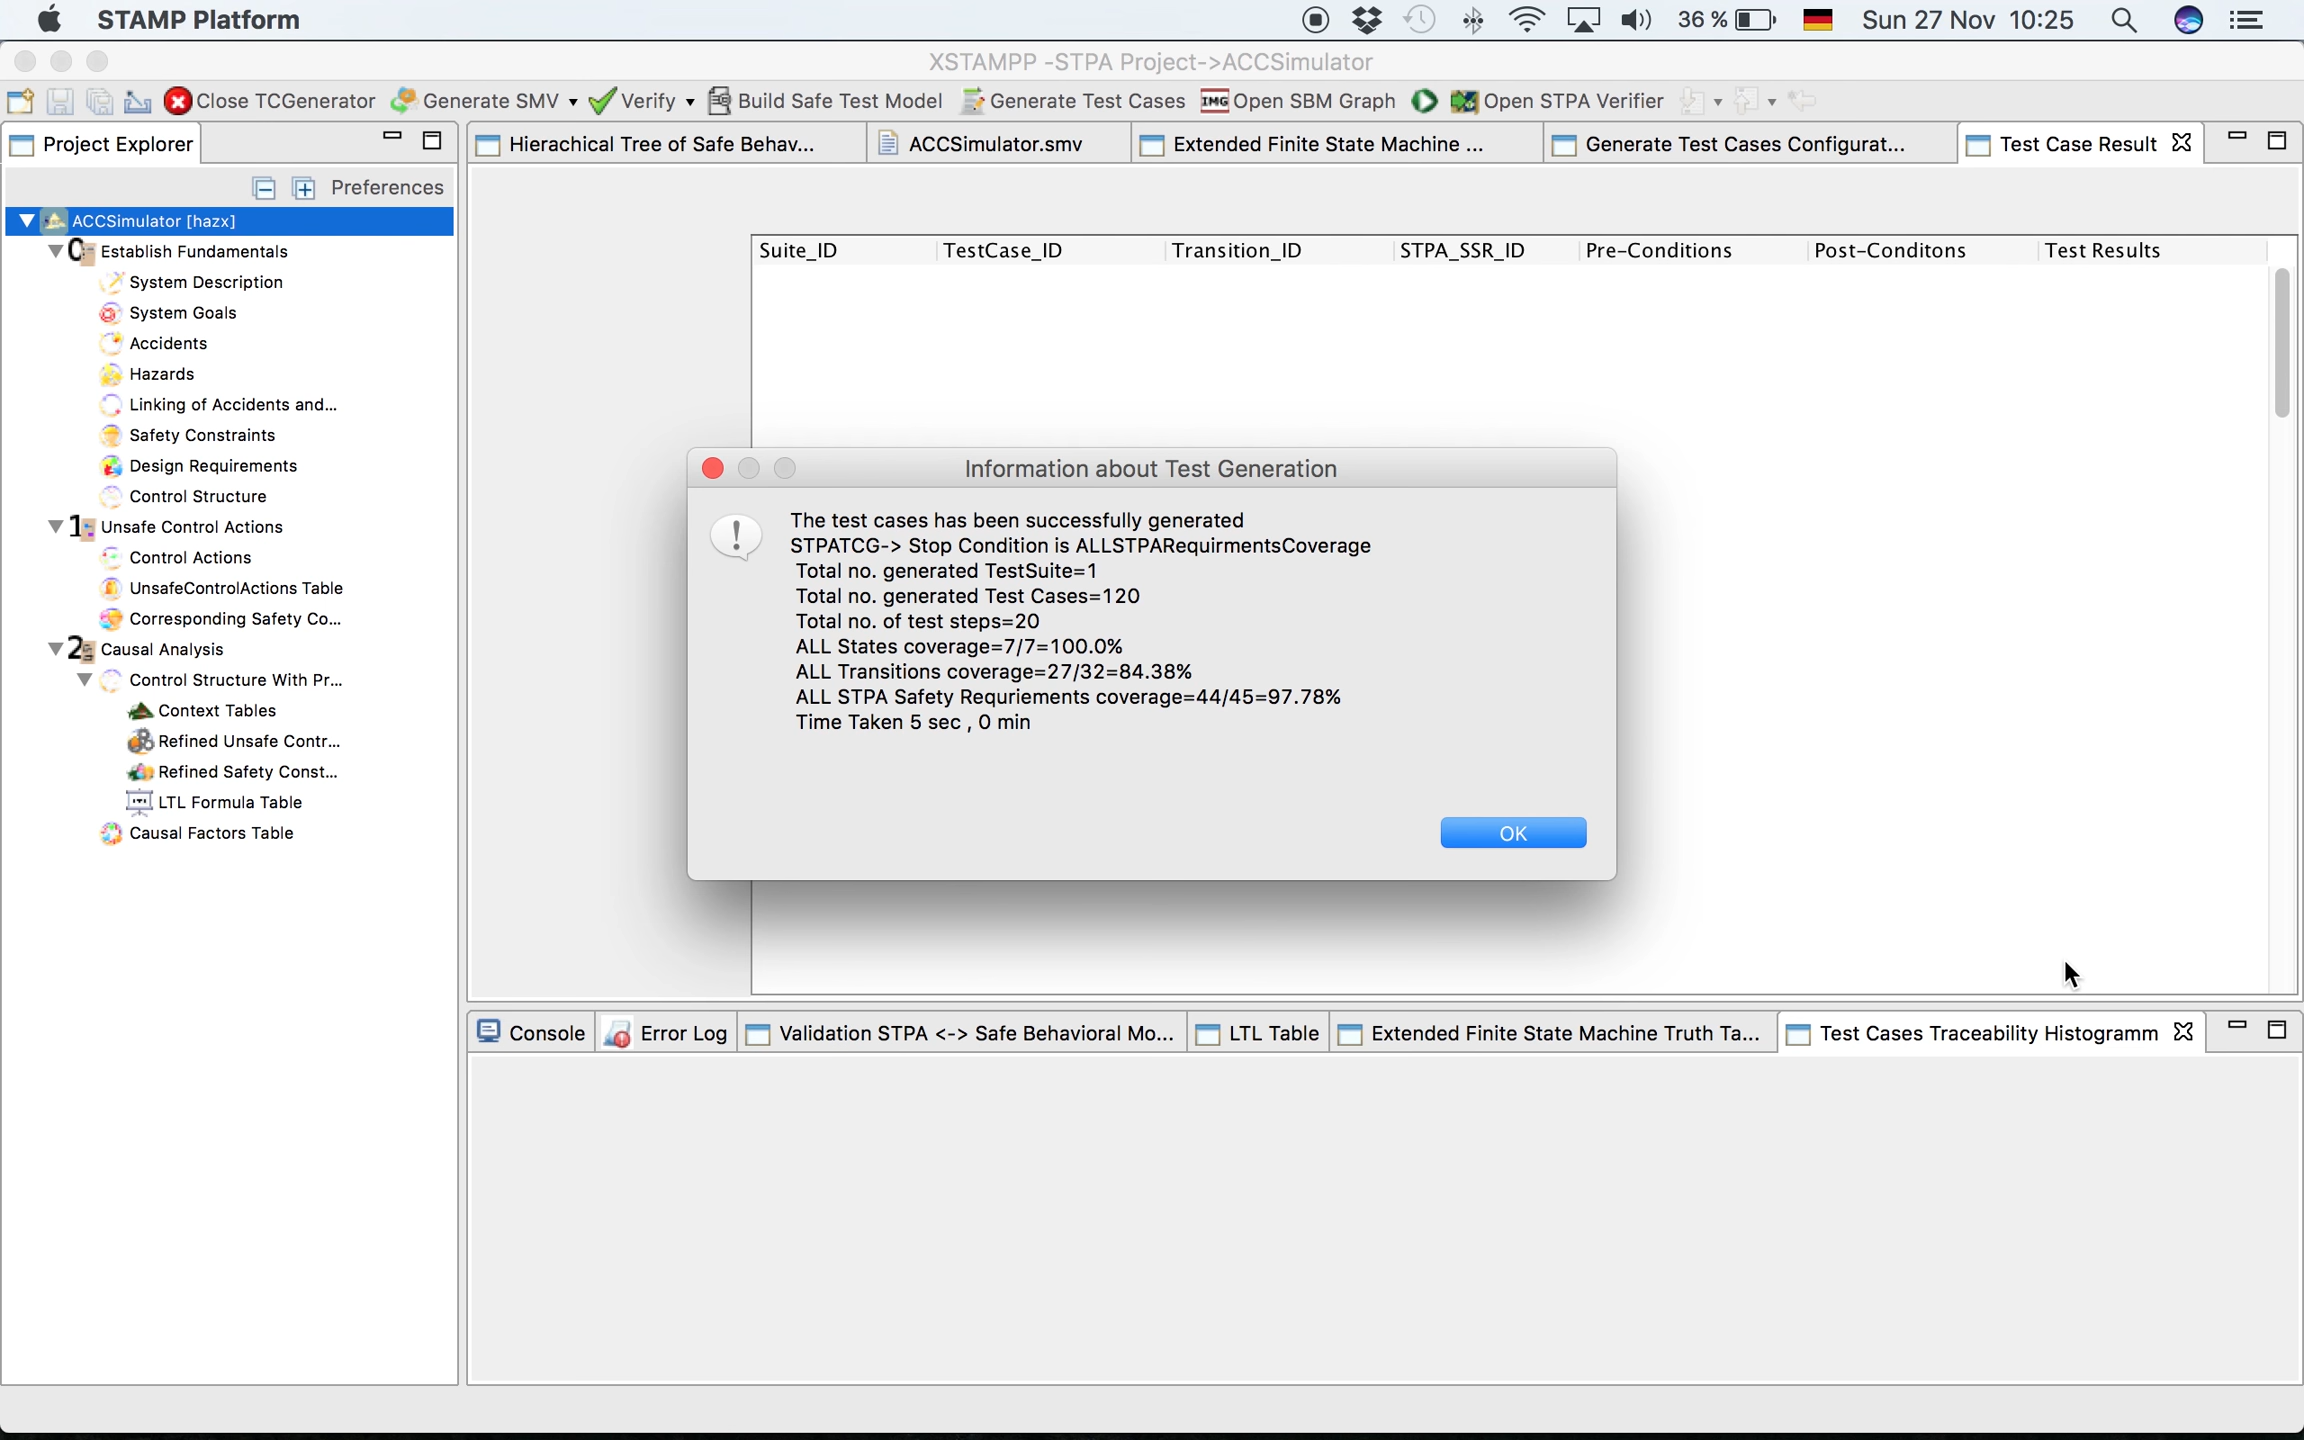 STAMP Platform
36 %
Sun 27 Nov 10:25
XSTAMPP -STPA Project->ACCSimulator
Close TCGenerator
Generate SMV
Verify
Build Safe Test Model
Generate Test Cases
IMG Open SBM Graph
Open STPA Verifier
Project Explorer
Hierachical Tree of Safe Behav...
ACCSimulator.smv
Extended Finite State Machine ...
Generate Test Cases Configurat...
Test Case Result
Preferences
ACCSimulator [hazx]
0 Establish Fundamentals
System Description
System Goals
Accidents
Hazards
Linking of Accidents and...
Safety Constraints
Design Requirements
Control Structure
1 Unsafe Control Actions
Control Actions
UnsafeControlActions Table
Corresponding Safety Co...
2 Causal Analysis
Control Structure With Pr...
Context Tables
Refined Unsafe Contr...
Refined Safety Const...
LTL Formula Table
Causal Factors Table
Suite_ID TestCase_ID Transition_ID STPA_SSR_ID Pre-Conditions Post-Conditons Test Results
Information about Test Generation
The test cases has been successfully generated
STPATCG-> Stop Condition is ALLSTPARequirmentsCoverage
Total no. generated TestSuite=1
Total no. generated Test Cases=120
Total no. of test steps=20
ALL States coverage=7/7=100.0%
ALL Transitions coverage=27/32=84.38%
ALL STPA Safety Requriements coverage=44/45=97.78%
Time Taken 5 sec , 0 min
OK
Console
Error Log
Validation STPA <-> Safe Behavioral Mo...
LTL Table
Extended Finite State Machine Truth Ta...
Test Cases Traceability Histogramm